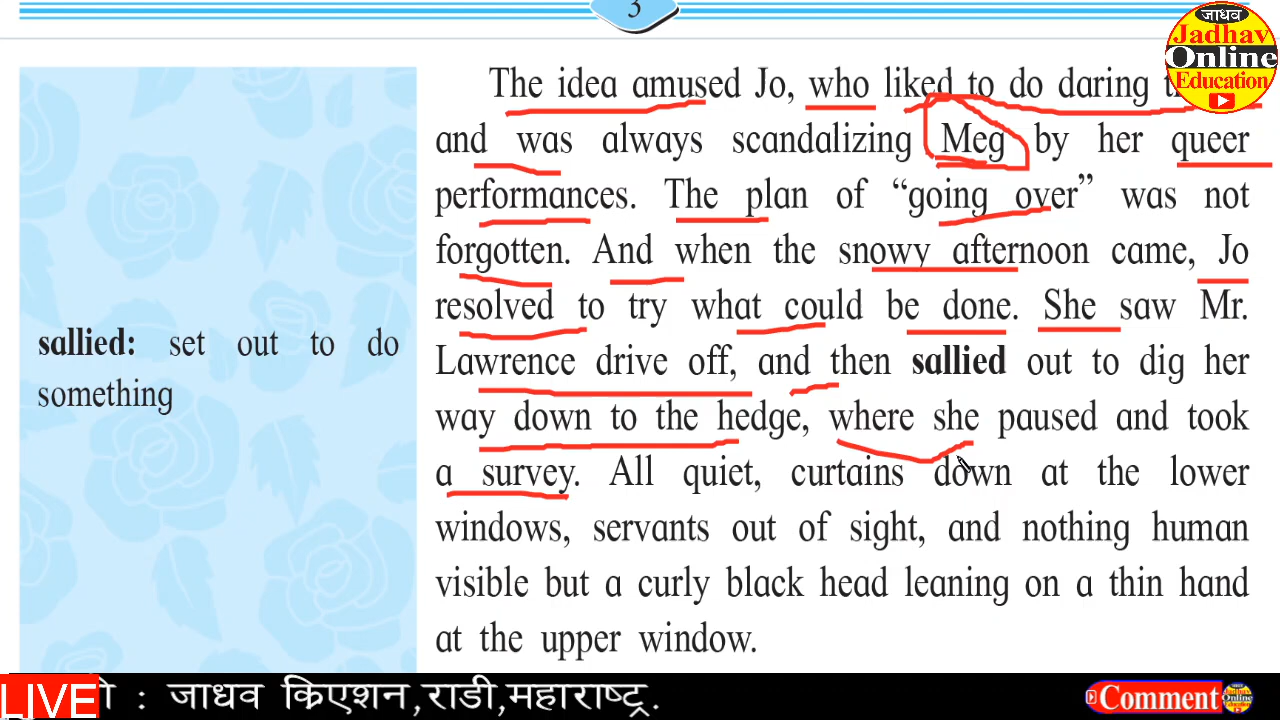 3
जाधव
Jadhav
Online
Education
The idea amused Jo, who liked to do daring
and was always scandalizing Meg by her queer
performances. The plan of “going over” was not
forgotten. And when the snowy afternoon came, Jo
resolved to try what could be done. She saw Mr.
Lawrence drive off, and then sallied out to dig her
way down to the hedge, where she paused and took
a survey. All quiet, curtains down at the lower
windows, servants out of sight, and nothing human
visible but a curly black head leaning on a thin hand
at the upper window.
sallied: set out to do
something
LIVE
: जाधव किएशन,राडी,महाराष्ट्र.
Comment